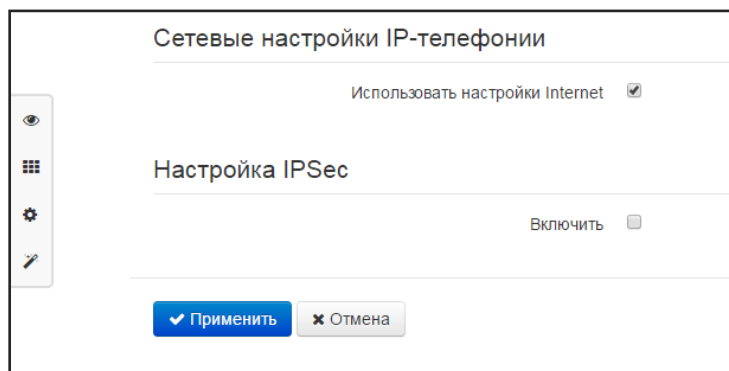 Сетевые настройки IP-телефонии
Использовать настройки Internet
Настройка IPSec
Включить
Применить
Отмена